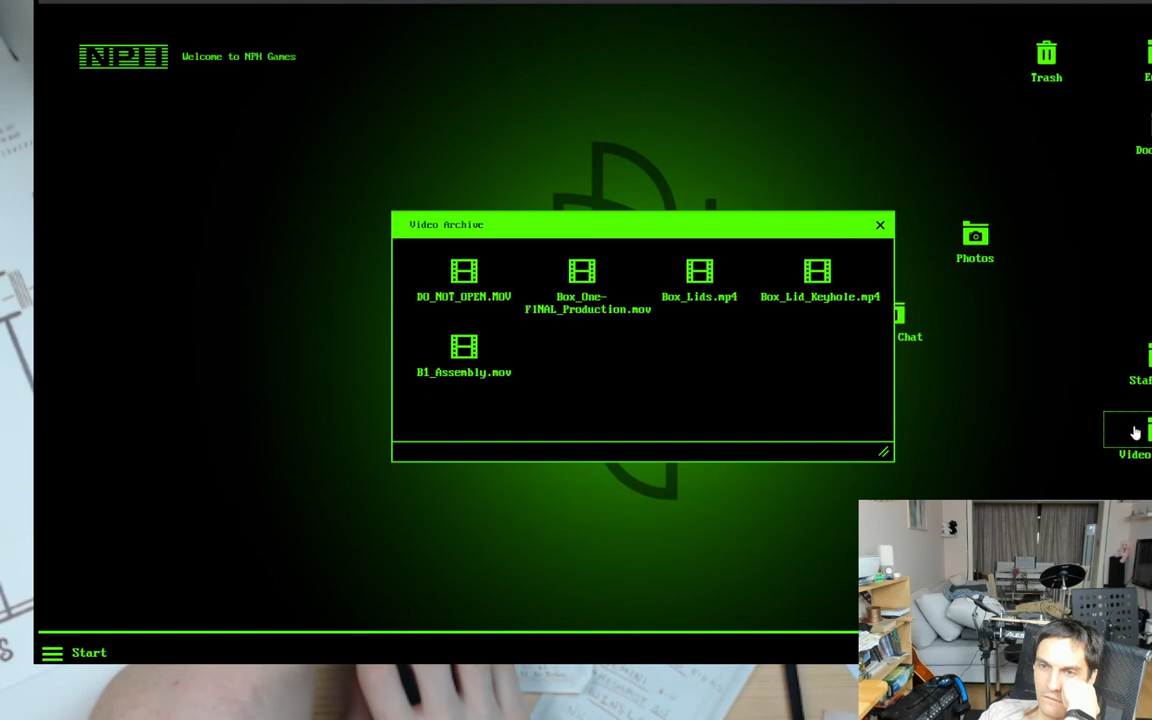 NPH
Welcome to NPH Games
Trash
Video Archive
DO_NOT_OPEN.MOV
Box_One-
FINAL_Production.mov
Box_Lids.mp4
Box_Lid_Keyhole.mp4
B1_Assembly.mov
Photos
Chat
Video
Start